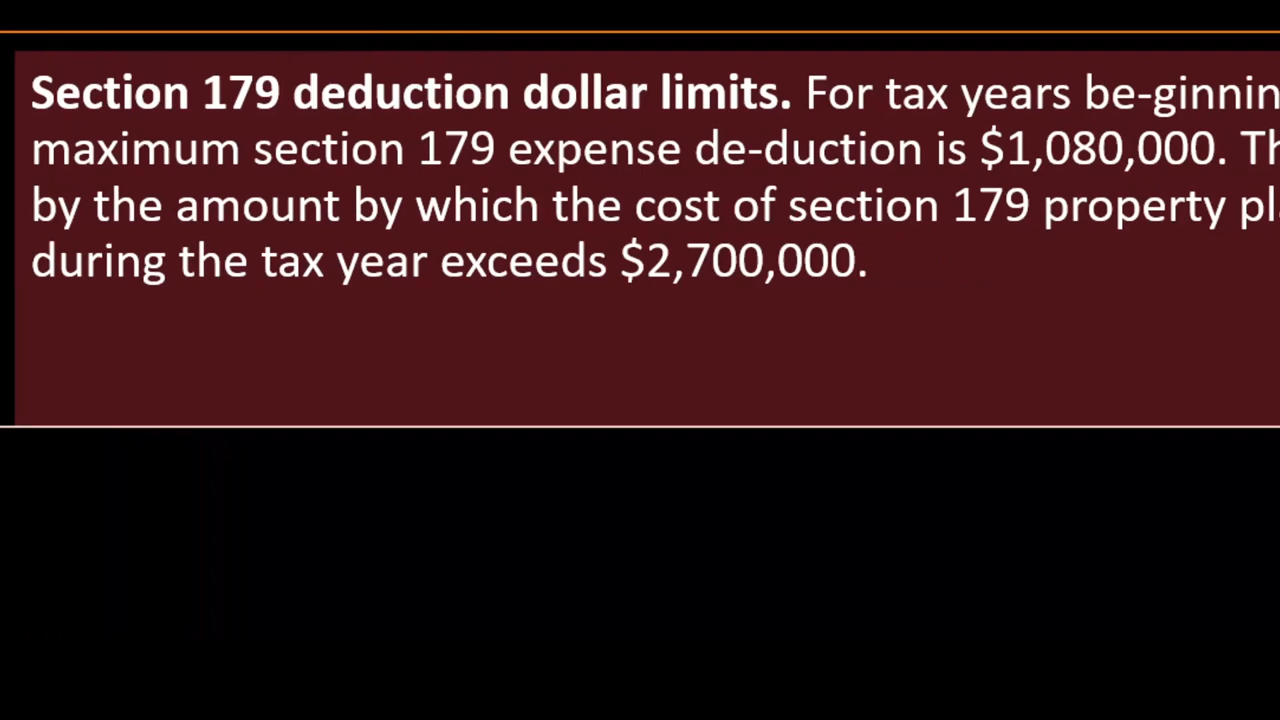 Section 179 deduction dollar limits. For tax years be-ginnin
maximum section 179 expense de-duction is $1,080,000. Th
by the amount by which the cost of section 179 property pl
during the tax year exceeds $2,700,000.